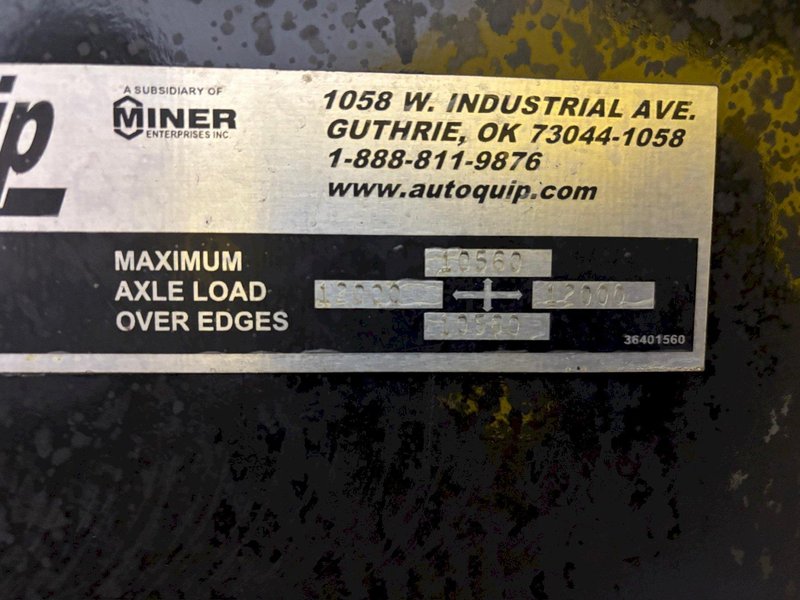 ip
A SUBSIDIARY OF
MINER
ENTERPRISES INC.
1058 W. INDUSTRIAL AVE.
GUTHRIE, OK 73044-1058
1-888-811-9876
www.autoquip.com
MAXIMUM 10560
AXLE LOAD 12000 12000
OVER EDGES 10560
36401560